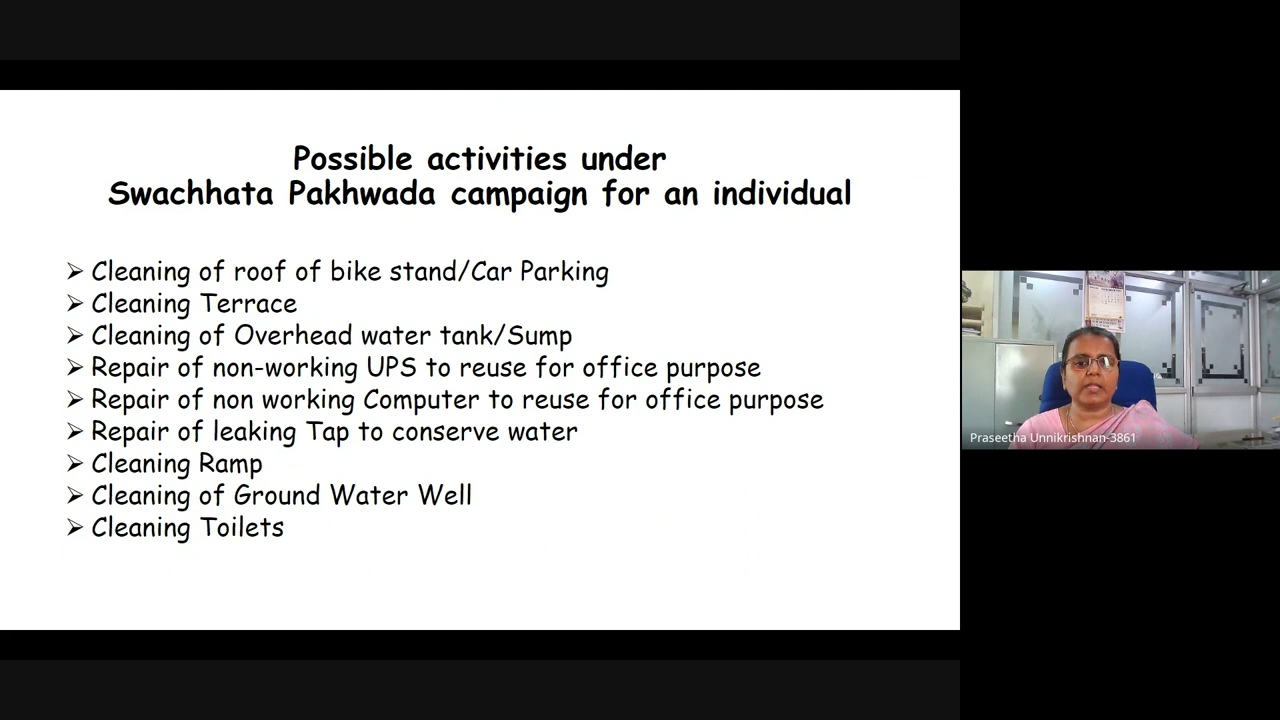 Possible activities under
Swachhata Pakhwada campaign for an individual
➢ Cleaning of roof of bike stand/Car Parking
➢ Cleaning Terrace
➢ Cleaning of Overhead water tank/Sump
➢ Repair of non-working UPS to reuse for office purpose
➢ Repair of non working Computer to reuse for office purpose
➢ Repair of leaking Tap to conserve water
➢ Cleaning Ramp
➢ Cleaning of Ground Water Well
➢ Cleaning Toilets
Praseetha Unnikrishnan-3861